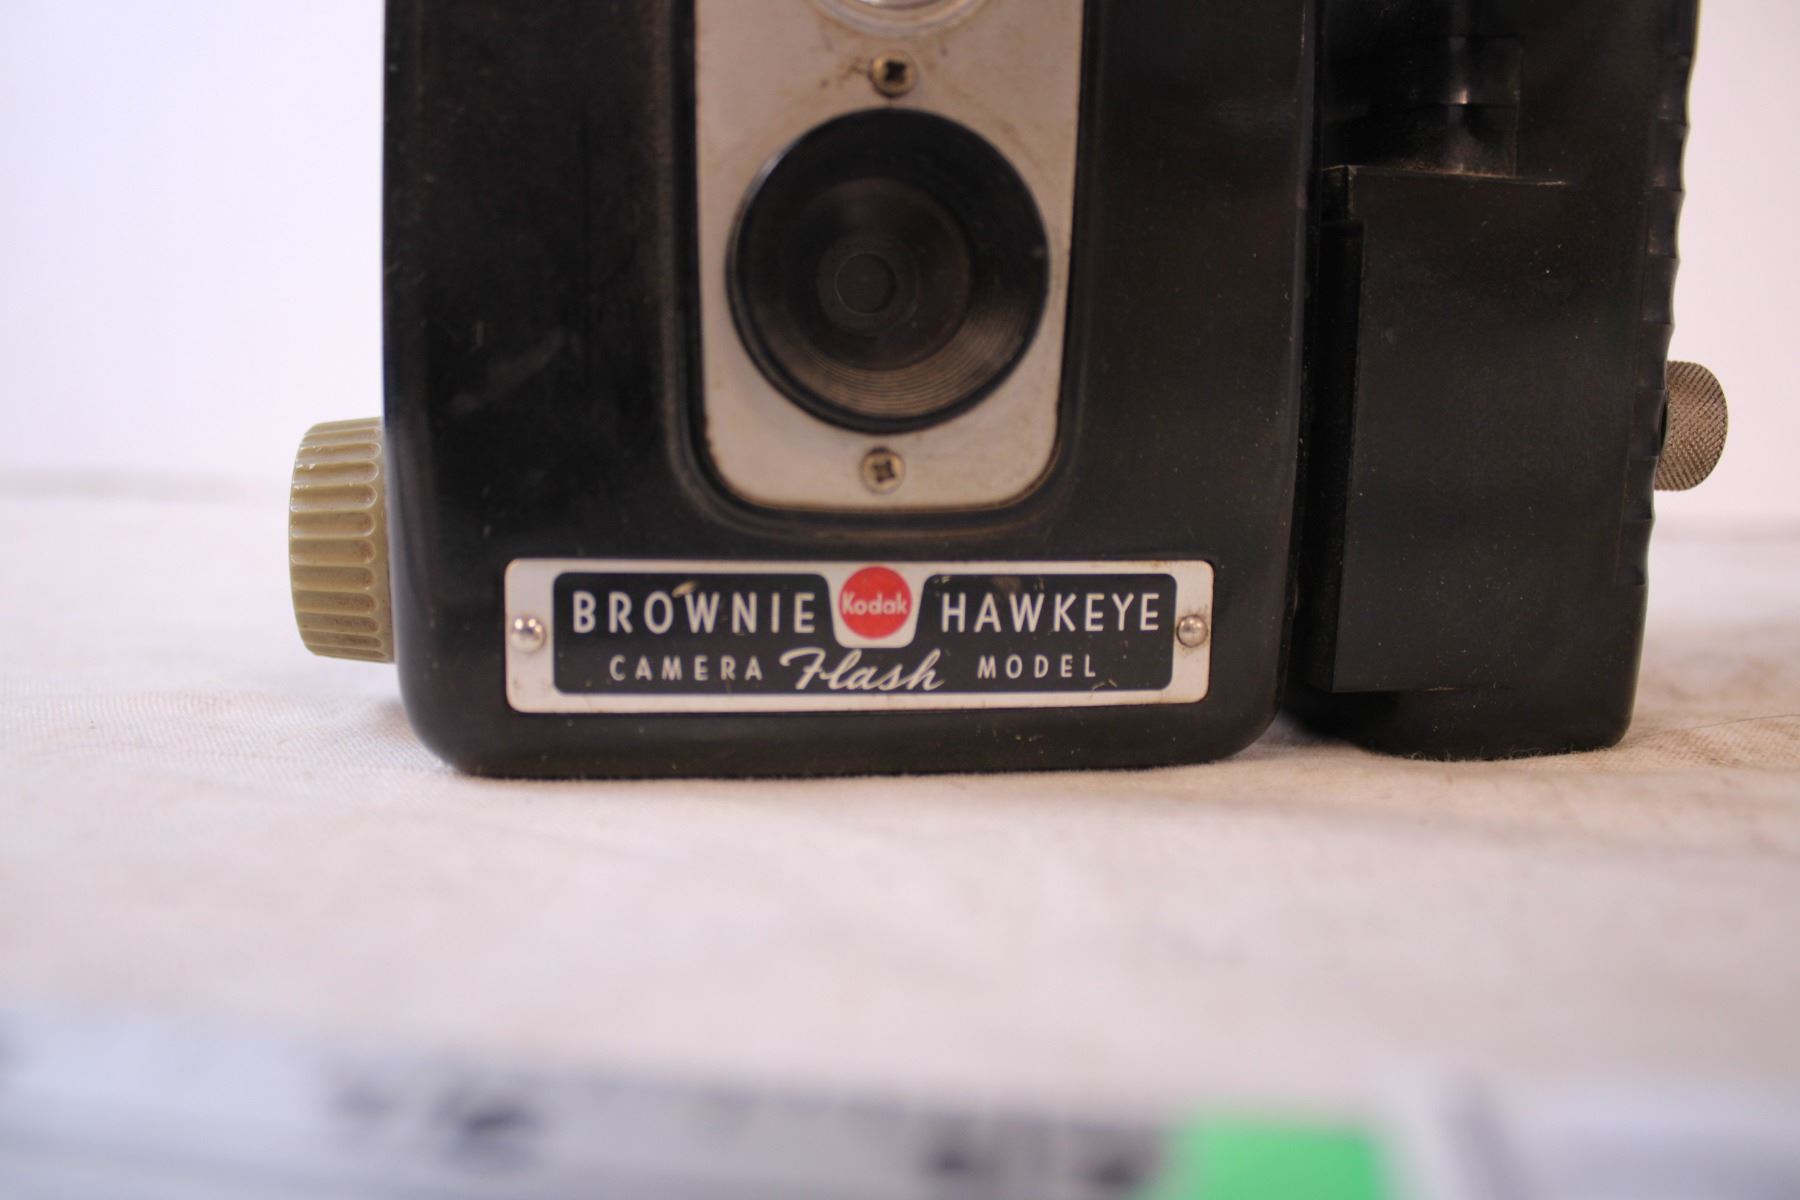 BROWNIE Kodak HAWKEYE
CAMERA Flash MODEL